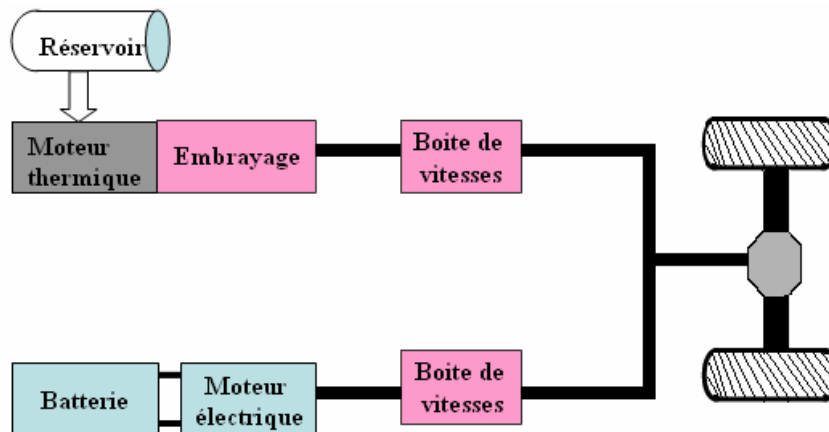 Réservoir
Moteur
thermique
Embrayage
Boite de
vitesses
Batterie
Moteur
électrique
Boite de
vitesses